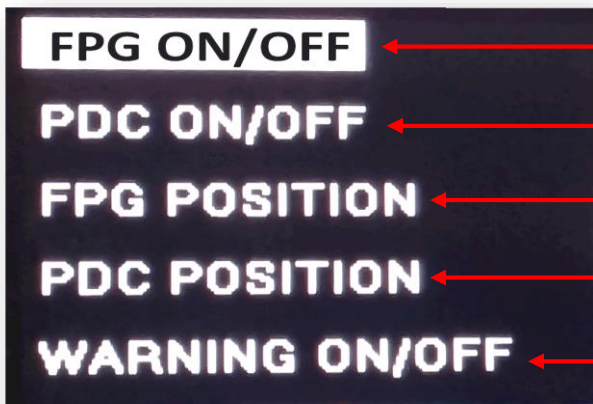 FPG ON/OFF
PDC ON/OFF
FPG POSITION
PDC POSITION
WARNING ON/OFF